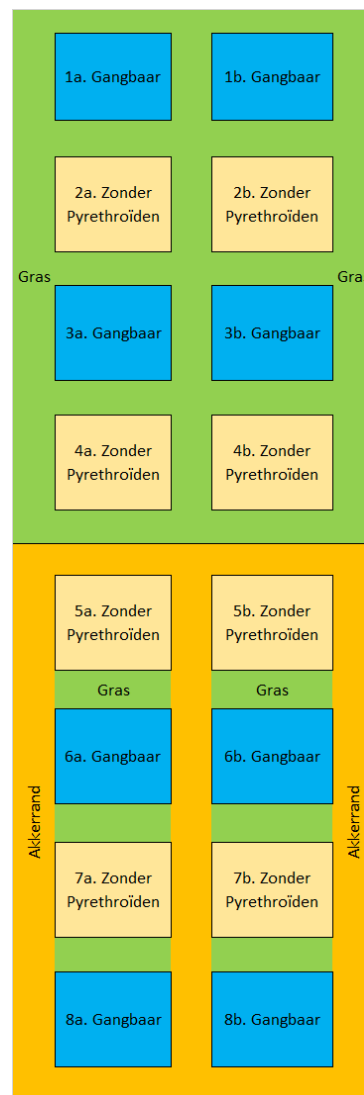 1a. Gangbaar
1b. Gangbaar
2a. Zonder
Pyrethroïden
2b. Zonder
Pyrethroïden
Gras
Gras
3a. Gangbaar
3b. Gangbaar
4a. Zonder
Pyrethroïden
4b. Zonder
Pyrethroïden
5a. Zonder
Pyrethroïden
5b. Zonder
Pyrethroïden
Gras
Gras
6a. Gangbaar
6b. Gangbaar
Akkerrand
Akkerrand
7a. Zonder
Pyrethroïden
7b. Zonder
Pyrethroïden
8a. Gangbaar
8b. Gangbaar